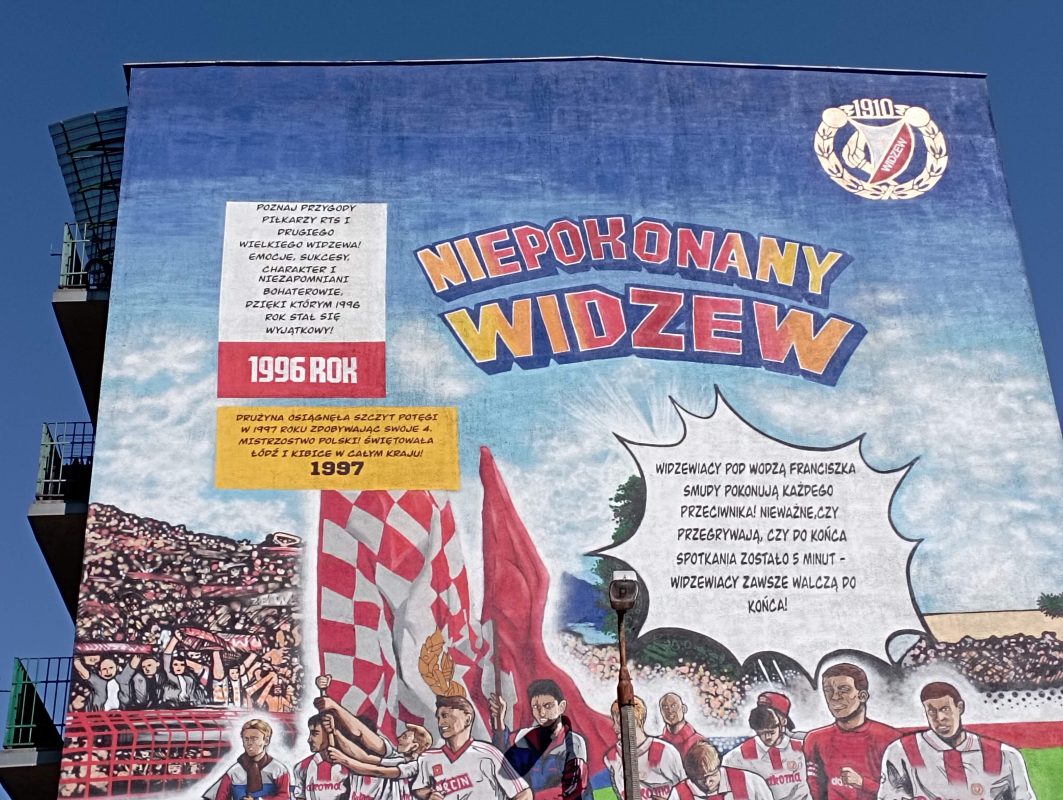 1910
WIDZEW
POZNAJ PRZYGODY
PIŁKARZY RTS I
DRUGIEGO
WIELKIEGO WIDZEWA!
EMOCJE, SUKCESY,
CHARAKTER I
NIEZAPOMNIANI
BOHATEROWIE,
DZIĘKI KTÓRYM 1996
ROK STAŁ SIĘ
WYJĄTKOWY!
1996 ROK
NIEPOKONANY
WIDZEW
DRUŻYNA OSIĄGNĘŁA SZCZYT POTĘGI
W 1997 ROKU ZDOBYWAJĄC SWOJE 4.
MISTRZOSTWO POLSKI! ŚWIĘTOWAŁA
ŁÓDŹ I KIBICE W CAŁYM KRAJU!
1997
WIDZEWIACY POD WODZĄ FRANCISZKA
SMUDY POKONUJĄ KAŻDEGO
PRZECIWNIKA! NIEWAŻNE,CZY
PRZEGRYWAJĄ, CZY DO KOŃCA
SPOTKANIA ZOSTAŁO 5 MINUT -
WIDZEWIACY ZAWSZE WALCZĄ DO
KOŃCA!